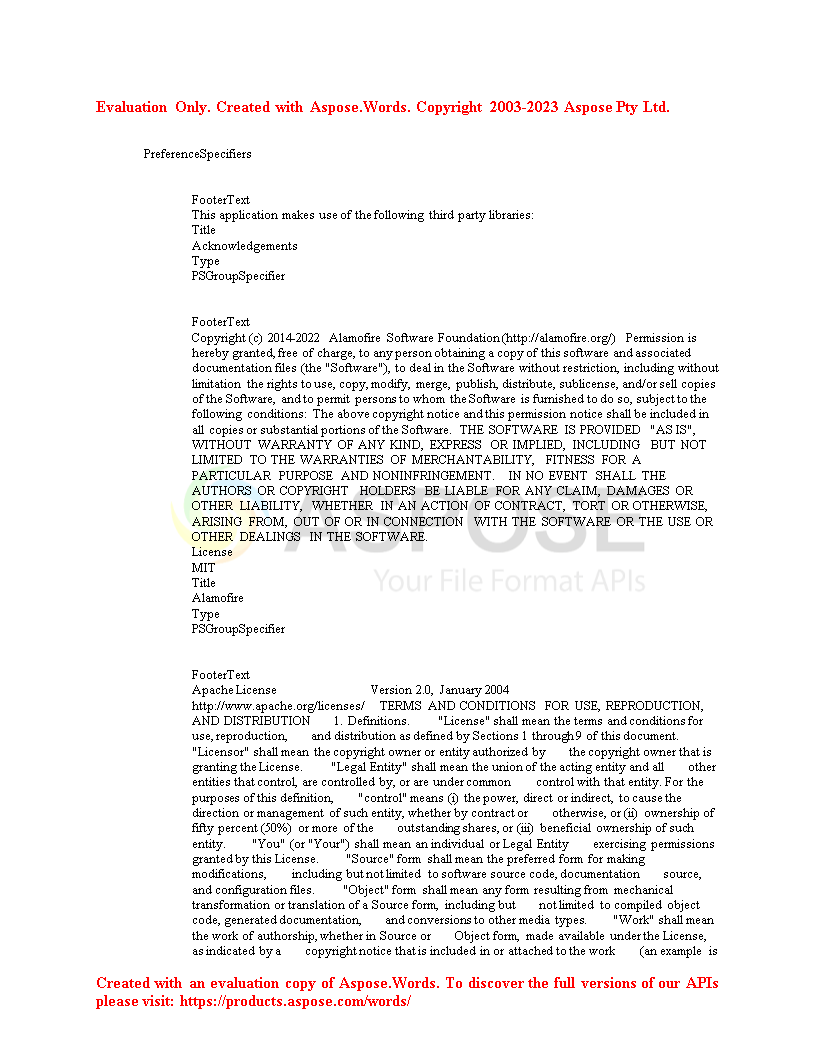 Evaluation Only. Created with Aspose.Words. Copyright 2003-2023 Aspose Pty Ltd.
PreferenceSpecifiers
FooterText
This application makes use of the following third party libraries:
Title
Acknowledgements
Type
PSGroupSpecifier
FooterText
Copyright (c) 2014-2022 Alamofire Software Foundation (http://alamofire.org/) Permission is
hereby granted, free of charge, to any person obtaining a copy of this software and associated
documentation files (the "Software"), to deal in the Software without restriction, including without
limitation the rights to use, copy, modify, merge, publish, distribute, sublicense, and/or sell copies
of the Software, and to permit persons to whom the Software is furnished to do so, subject to the
following conditions: The above copyright notice and this permission notice shall be included in
all copies or substantial portions of the Software. THE SOFTWARE IS PROVIDED "AS IS",
WITHOUT WARRANTY OF ANY KIND, EXPRESS OR IMPLIED, INCLUDING BUT NOT
LIMITED TO THE WARRANTIES OF MERCHANTABILITY, FITNESS FOR A
PARTICULAR PURPOSE AND NONINFRINGEMENT. IN NO EVENT SHALL THE
AUTHORS OR COPYRIGHT HOLDERS BE LIABLE FOR ANY CLAIM, DAMAGES OR
OTHER LIABILITY, WHETHER IN AN ACTION OF CONTRACT, TORT OR OTHERWISE,
ARISING FROM, OUT OF OR IN CONNECTION WITH THE SOFTWARE OR THE USE OR
OTHER DEALINGS IN THE SOFTWARE.
ASPOSE
License
MIT
Your File Format APIs
Title
Alamofire
Type
PSGroupSpecifier
FooterText
Apache License Version 2.0, January 2004
http://www.apache.org/licenses/ TERMS AND CONDITIONS FOR USE, REPRODUCTION,
AND DISTRIBUTION 1. Definitions. "License" shall mean the terms and conditions for
use, reproduction, and distribution as defined by Sections 1 through 9 of this document.
"Licensor" shall mean the copyright owner or entity authorized by the copyright owner that is
granting the License. "Legal Entity" shall mean the union of the acting entity and all other
entities that control, are controlled by, or are under common control with that entity. For the
purposes of this definition, "control" means (i) the power, direct or indirect, to cause the
direction or management of such entity, whether by contract or otherwise, or (ii) ownership of
fifty percent (50%) or more of the outstanding shares, or (iii) beneficial ownership of such
entity. "You" (or "Your") shall mean an individual or Legal Entity exercising permissions
granted by this License. "Source" form shall mean the preferred form for making
modifications, including but not limited to software source code, documentation source,
and configuration files. "Object" form shall mean any form resulting from mechanical
transformation or translation of a Source form, including but not limited to compiled object
code, generated documentation, and conversions to other media types. "Work" shall mean
the work of authorship, whether in Source or Object form, made available under the License,
as indicated by a copyright notice that is included in or attached to the work (an example is
Created with an evaluation copy of Aspose.Words. To discover the full versions of our APIs
please visit: https://products.aspose.com/words/